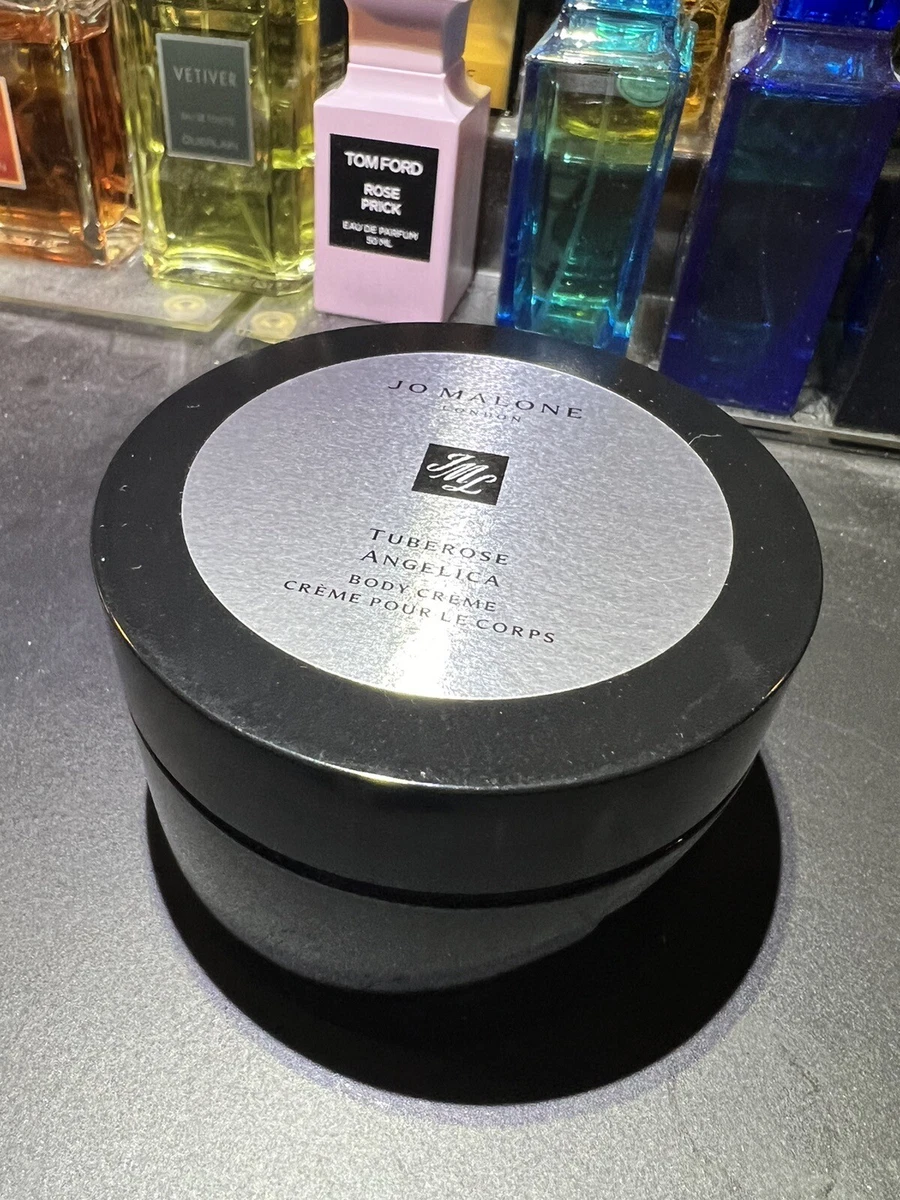 VETIVER
EAU DE TOILETTE
GUERLAIN
TOM FORD
ROSE
PRICK
EAU DE PARFUM
50 ML
JO MALONE
LONDON
JML
TUBEROSE
ANGELICA
BODY CRÈME
CRÈME POUR LE CORPS